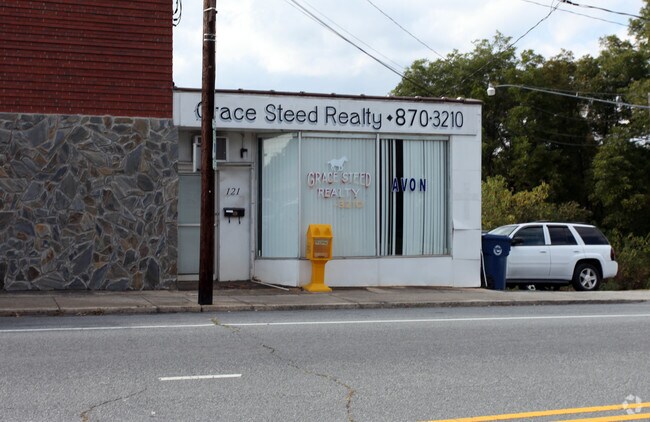 Grace Steed Realty • 870-3210
GRACE STEED
REALTY
AVON
121